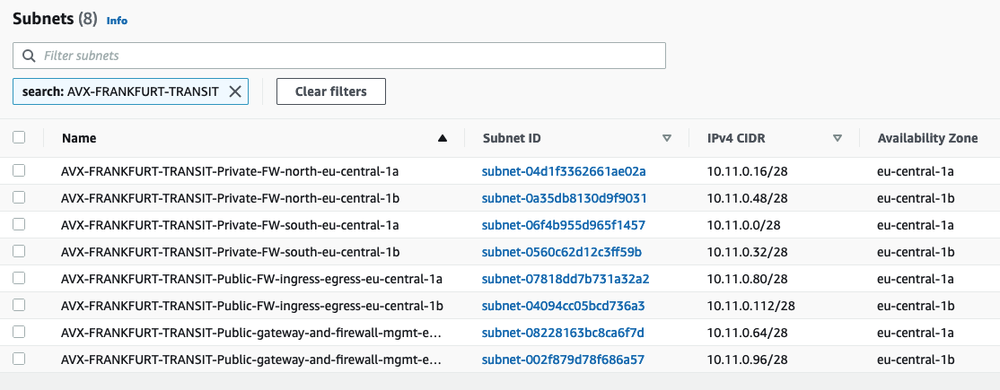 Subnets (8) Info
Filter subnets
search: AVX-FRANKFURT-TRANSIT Clear filters
Name Subnet ID IPv4 CIDR Availability Zone
AVX-FRANKFURT-TRANSIT-Private-FW-north-eu-central-1a subnet-04d1f3362661ae02a 10.11.0.16/28 eu-central-1a
AVX-FRANKFURT-TRANSIT-Private-FW-north-eu-central-1b subnet-0a35db8130d9f9031 10.11.0.48/28 eu-central-1b
AVX-FRANKFURT-TRANSIT-Private-FW-south-eu-central-1a subnet-06f4b955d965f1457 10.11.0.0/28 eu-central-1a
AVX-FRANKFURT-TRANSIT-Private-FW-south-eu-central-1b subnet-0560c62d12c3ff59b 10.11.0.32/28 eu-central-1b
AVX-FRANKFURT-TRANSIT-Public-FW-ingress-egress-eu-central-1a subnet-07818dd7b731a32a2 10.11.0.80/28 eu-central-1a
AVX-FRANKFURT-TRANSIT-Public-FW-ingress-egress-eu-central-1b subnet-04094cc05bcd736a3 10.11.0.112/28 eu-central-1b
AVX-FRANKFURT-TRANSIT-Public-gateway-and-firewall-mgmt-e... subnet-08228163bc8ca6f7d 10.11.0.64/28 eu-central-1a
AVX-FRANKFURT-TRANSIT-Public-gateway-and-firewall-mgmt-e... subnet-002f879d78f686a57 10.11.0.96/28 eu-central-1b